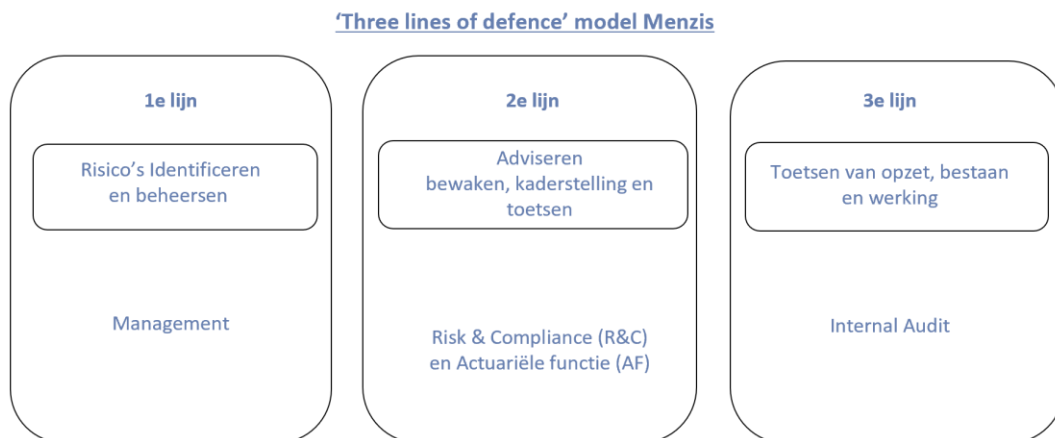 ‘Three lines of defence’ model Menzis
1e lijn
Risico’s Identificeren
en beheersen
Management
2e lijn
Adviseren
bewaken, kaderstelling en
toetsen
Risk & Compliance (R&C)
en Actuariële functie (AF)
3e lijn
Toetsen van opzet, bestaan
en werking
Internal Audit